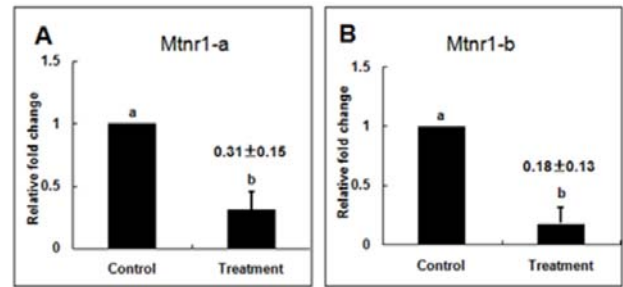 A
Mtnr1-a
Relative fold change
1.5
1
0.5
0
a
0.31±0.15
b
Control
Treatment
B
Mtnr1-b
Relative fold change
1.5
1
0.5
0
a
0.18±0.13
b
Control
Treatment